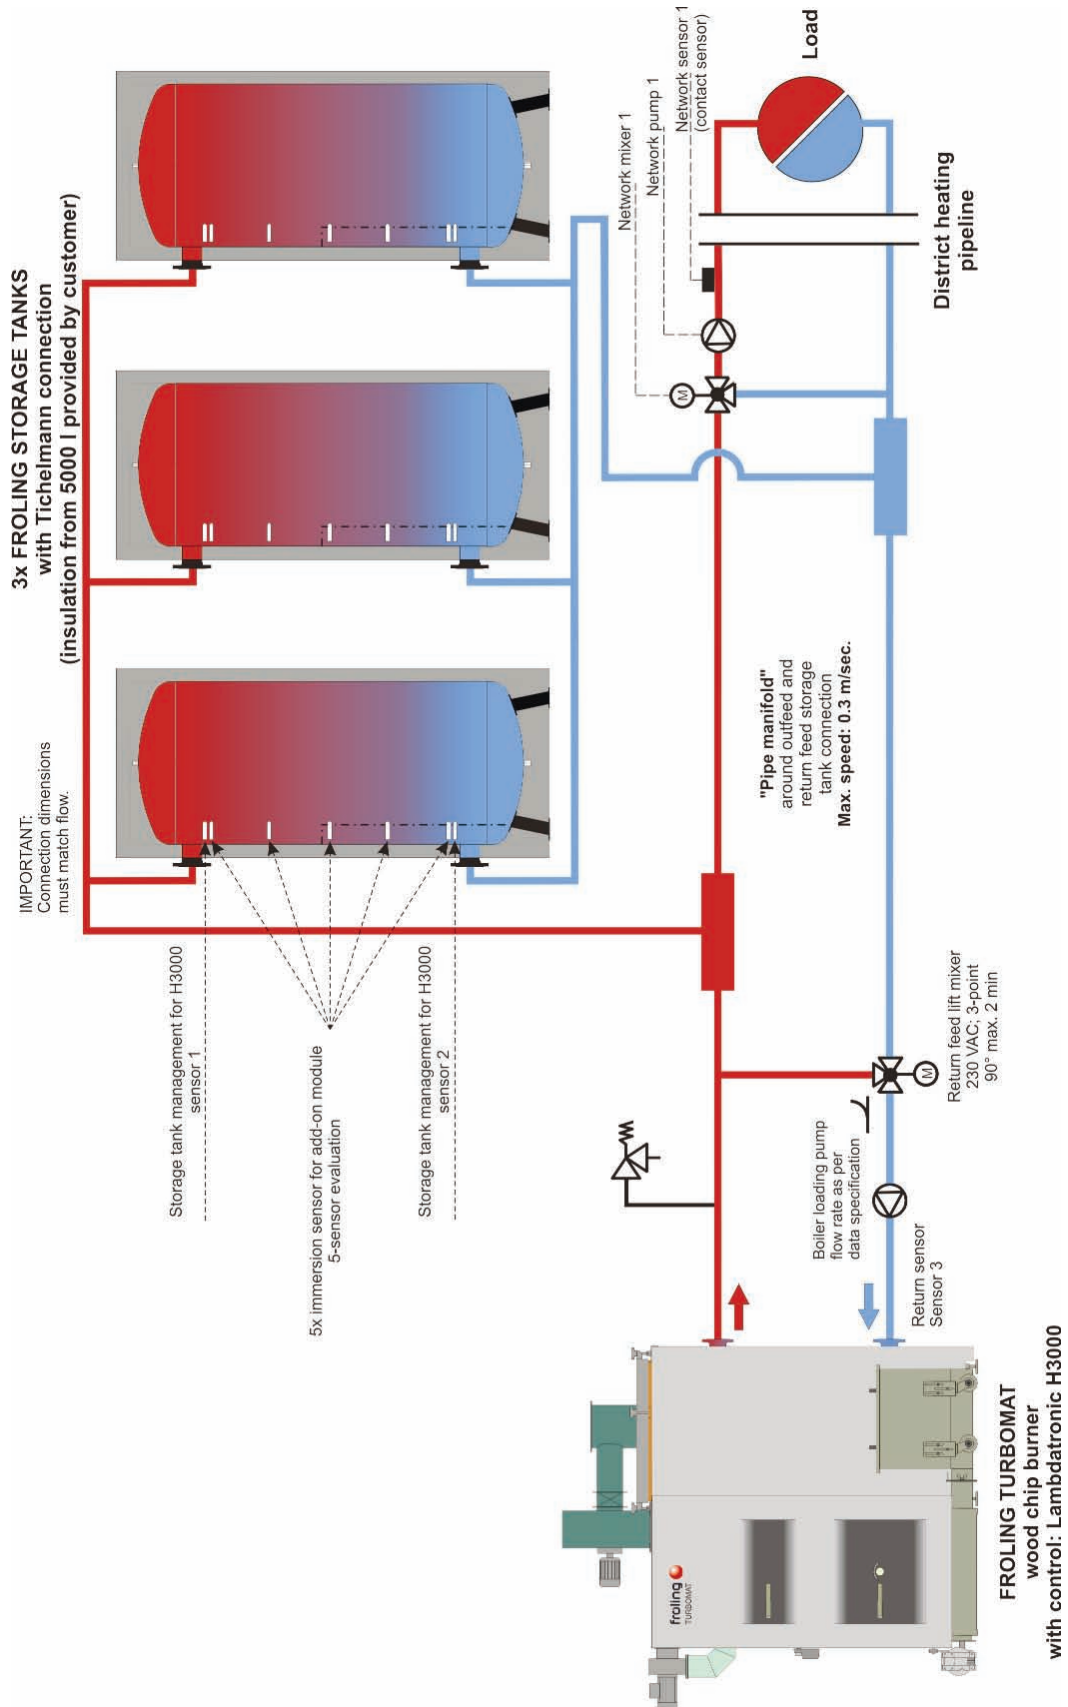 3x FROLING STORAGE TANKS
with Tichelmann connection
(insulation from 5000 l provided by customer)
IMPORTANT:
Connection dimensions
must match flow.
Storage tank management for H3000
sensor 1
5x immersion sensor for add-on module
5-sensor evaluation
Storage tank management for H3000
sensor 2
Network mixer 1
Network pump 1
Network sensor 1
(contact sensor)
Load
M
District heating
pipeline
"Pipe manifold"
around outfeed and
return feed storage
tank connection
Max. speed: 0.3 m/sec.
Boiler loading pump
flow rate as per
data specification
Return sensor
Sensor 3
M
Return feed lift mixer
230 VAC; 3-point
90° max. 2 min
froling
TURBOMAT
FROLING TURBOMAT
wood chip burner
with control: Lambdatronic H3000